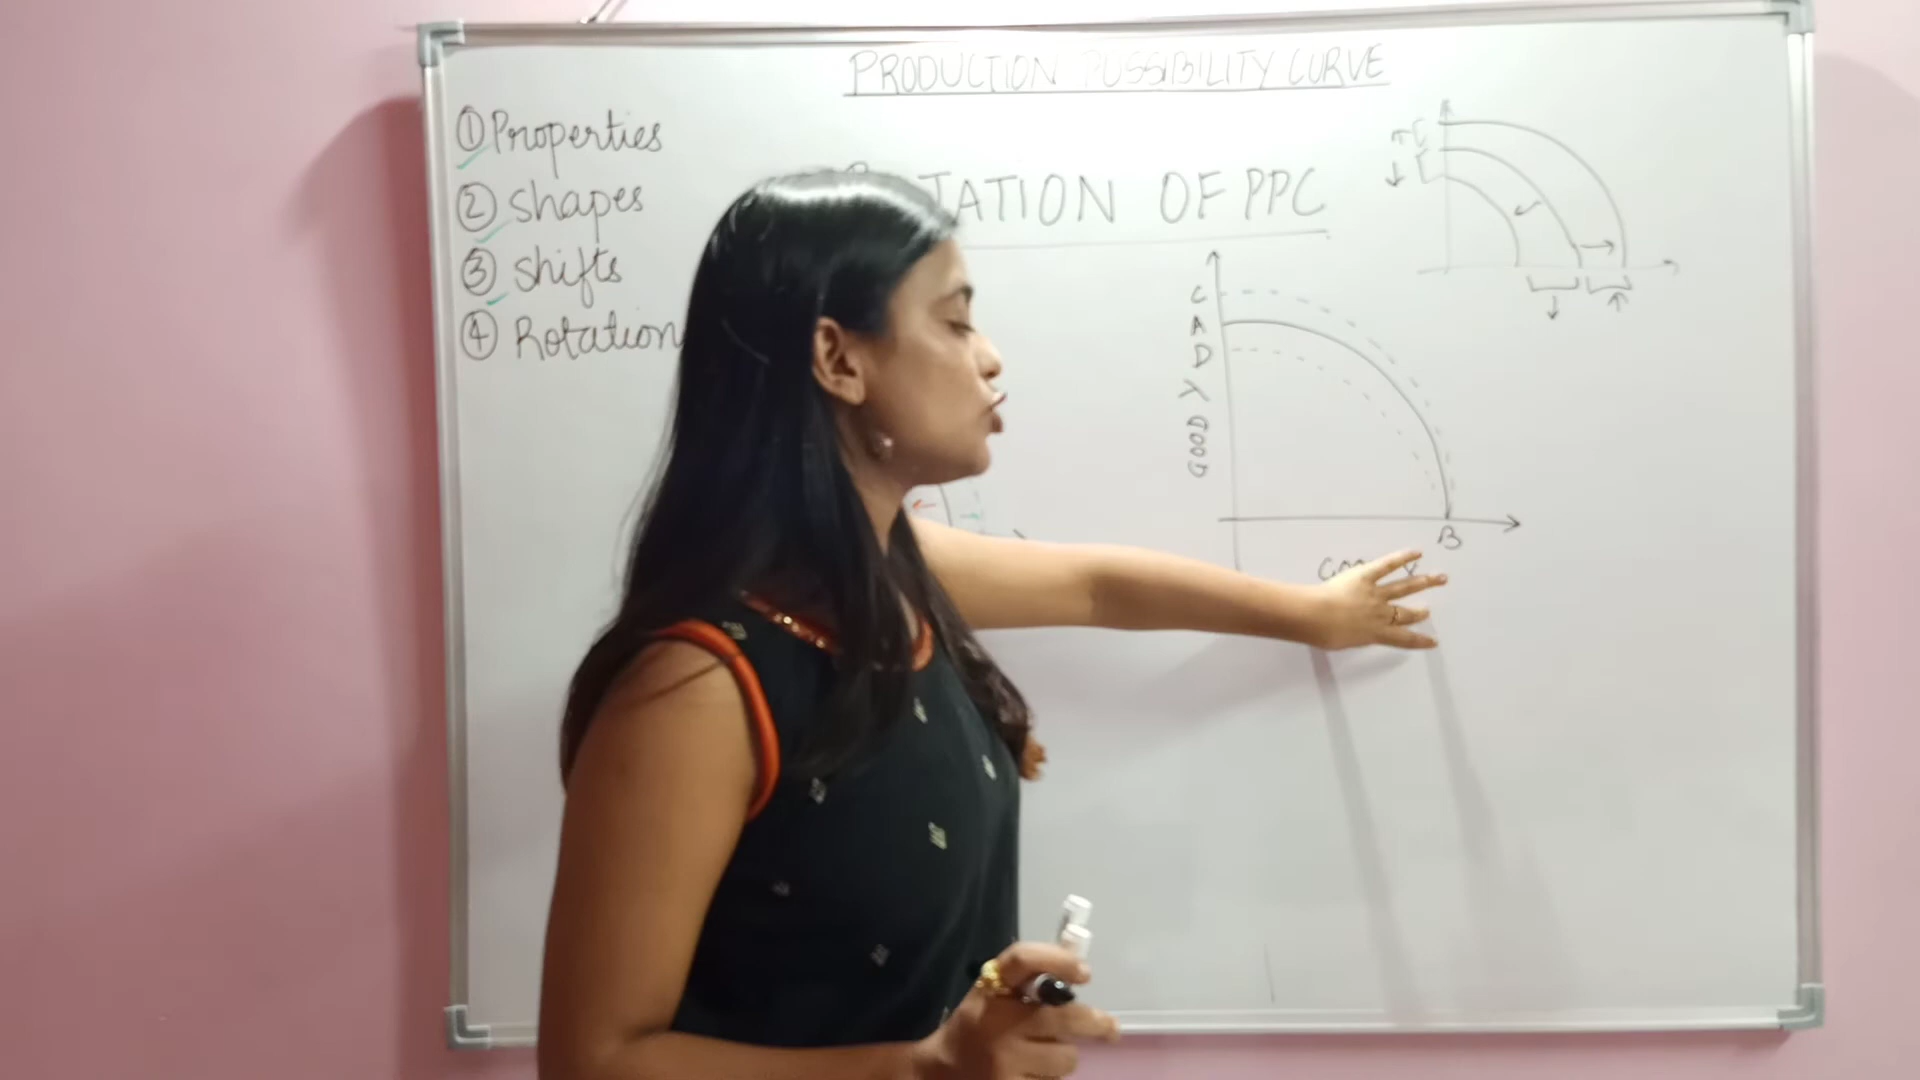 PRODUCTION POSSIBILITY CURVE
① Properties
② Shapes
③ Shifts
④ Rotation
TATION OF PPC
C
A
D
Y GOOD
B